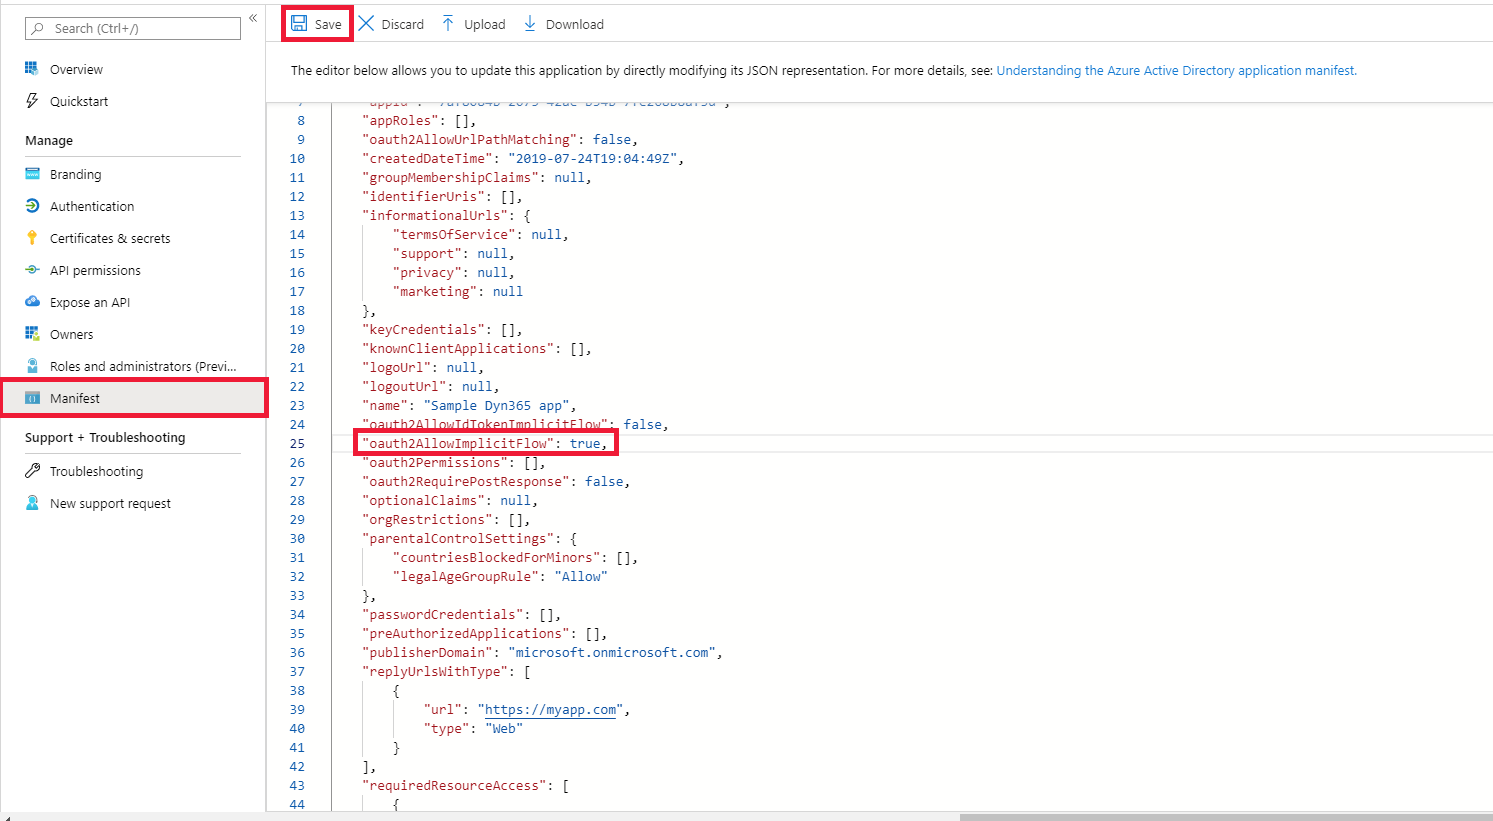 Search (Ctrl+/)
«
Overview
Quickstart
Manage
Branding
Authentication
Certificates & secrets
API permissions
Expose an API
Owners
Roles and administrators (Previ...
Manifest
Support + Troubleshooting
Troubleshooting
New support request
Save Discard Upload Download
The editor below allows you to update this application by directly modifying its JSON representation. For more details, see: Understanding the Azure Active Directory application manifest.
8 "appRoles": [],
9 "oauth2AllowUrlPathMatching": false,
10 "createdDateTime": "2019-07-24T19:04:49Z",
11 "groupMembershipClaims": null,
12 "identifierUris": [],
13 "informationalUrls": {
14 "termsOfService": null,
15 "support": null,
16 "privacy": null,
17 "marketing": null
18 },
19 "keyCredentials": [],
20 "knownClientApplications": [],
21 "logoUrl": null,
22 "logoutUrl": null,
23 "name": "Sample Dyn365 app",
24 "oauth2AllowIdTokenImplicitFlow": false,
25 "oauth2AllowImplicitFlow": true,
26 "oauth2Permissions": [],
27 "oauth2RequirePostResponse": false,
28 "optionalClaims": null,
29 "orgRestrictions": [],
30 "parentalControlSettings": {
31 "countriesBlockedForMinors": [],
32 "legalAgeGroupRule": "Allow"
33 },
34 "passwordCredentials": [],
35 "preAuthorizedApplications": [],
36 "publisherDomain": "microsoft.onmicrosoft.com",
37 "replyUrlsWithType": [
38 {
39 "url": "https://myapp.com",
40 "type": "Web"
41 }
42 ],
43 "requiredResourceAccess": [
44 {